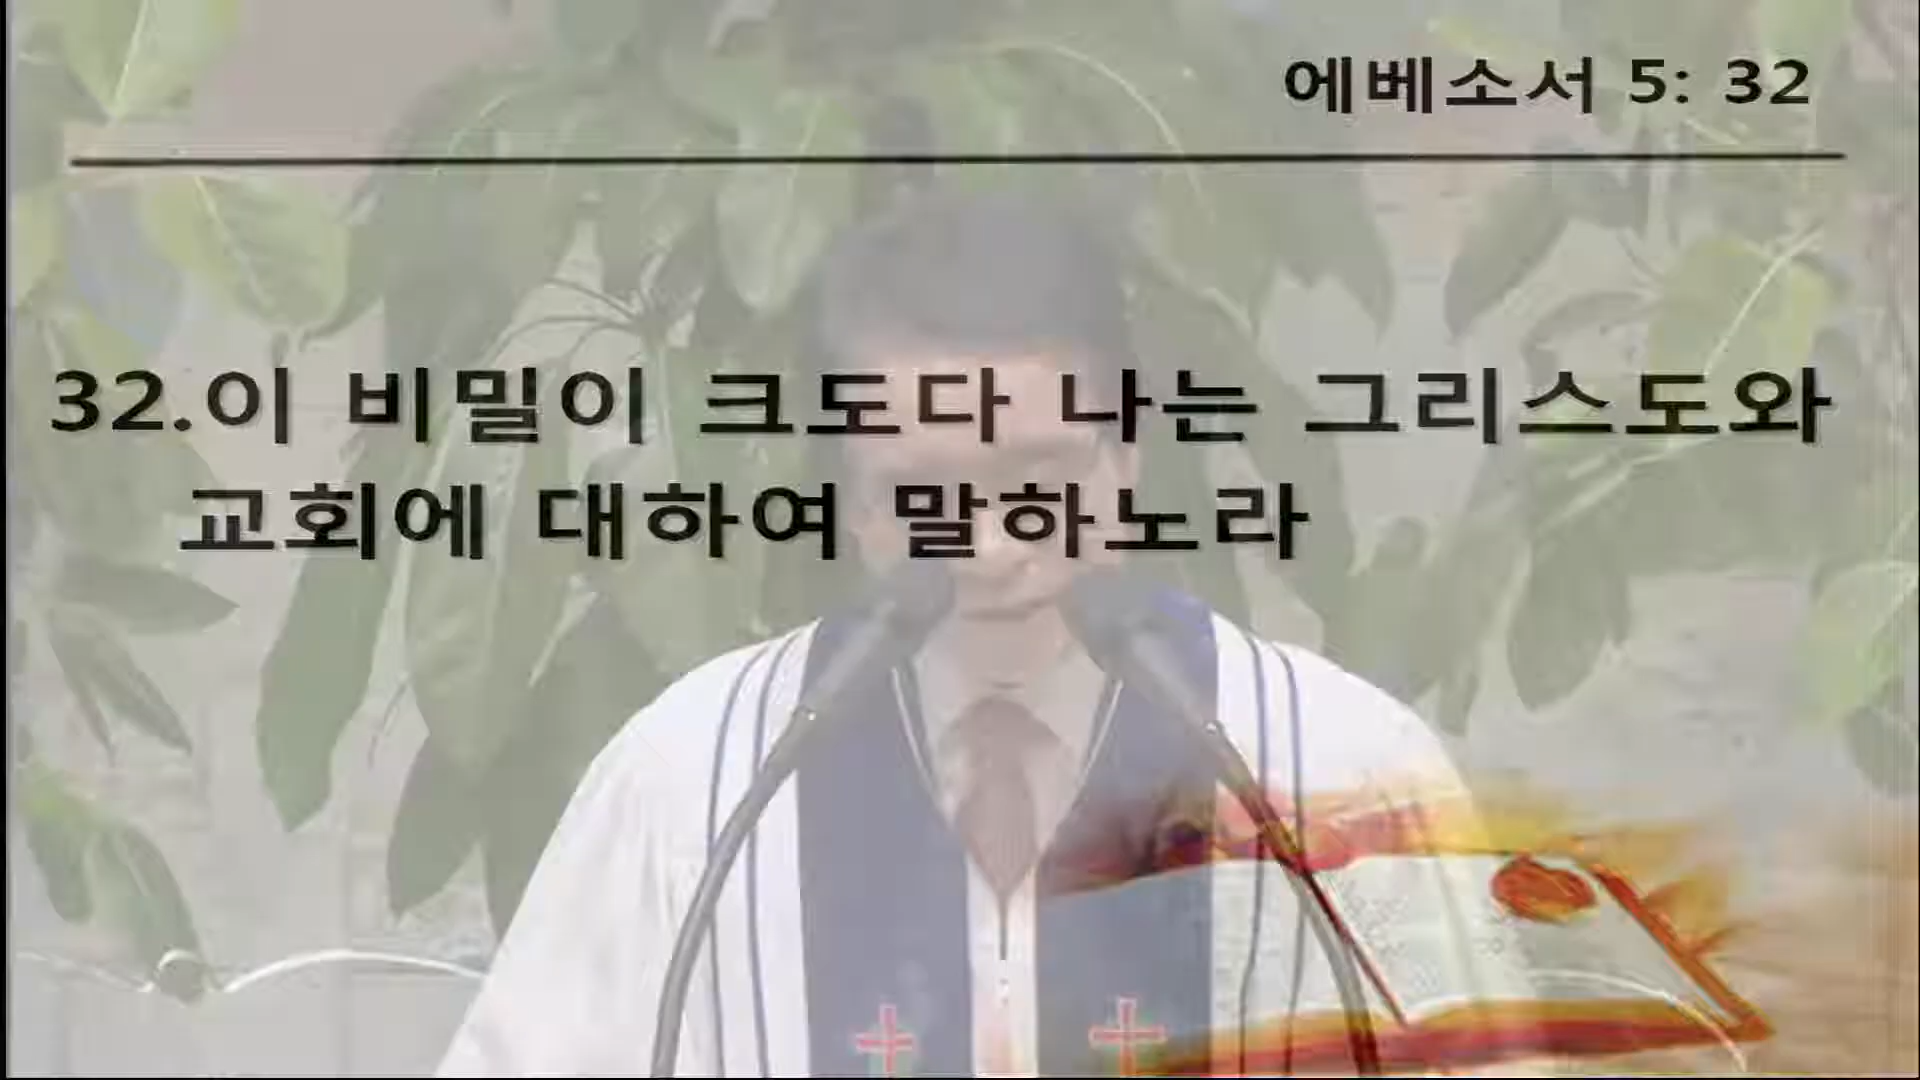 에베소서 5: 32
32.이 비밀이 크도다 나는 그리스도와
교회에 대하여 말하노라